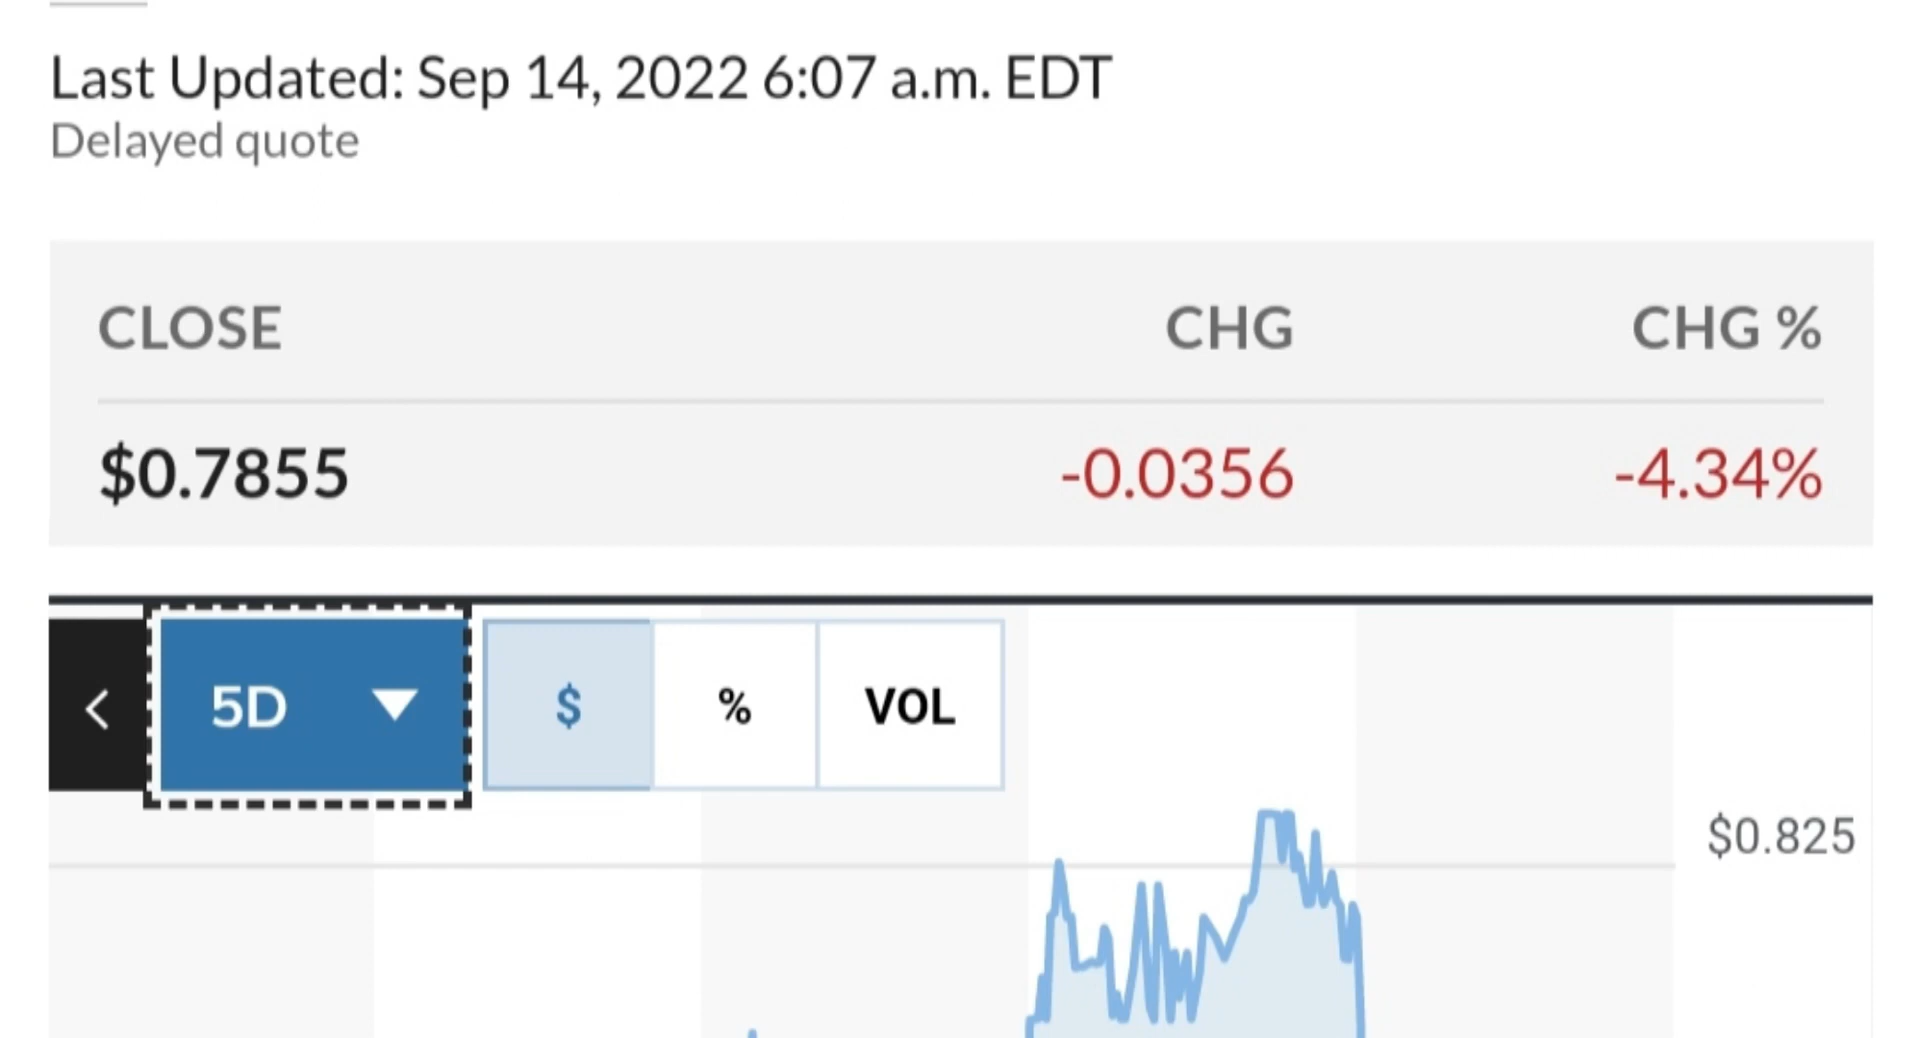 Last Updated: Sep 14, 2022 6:07 a.m. EDT
Delayed quote
CLOSE CHG CHG %
$0.7855 -0.0356 -4.34%
5D $ % VOL
$0.825